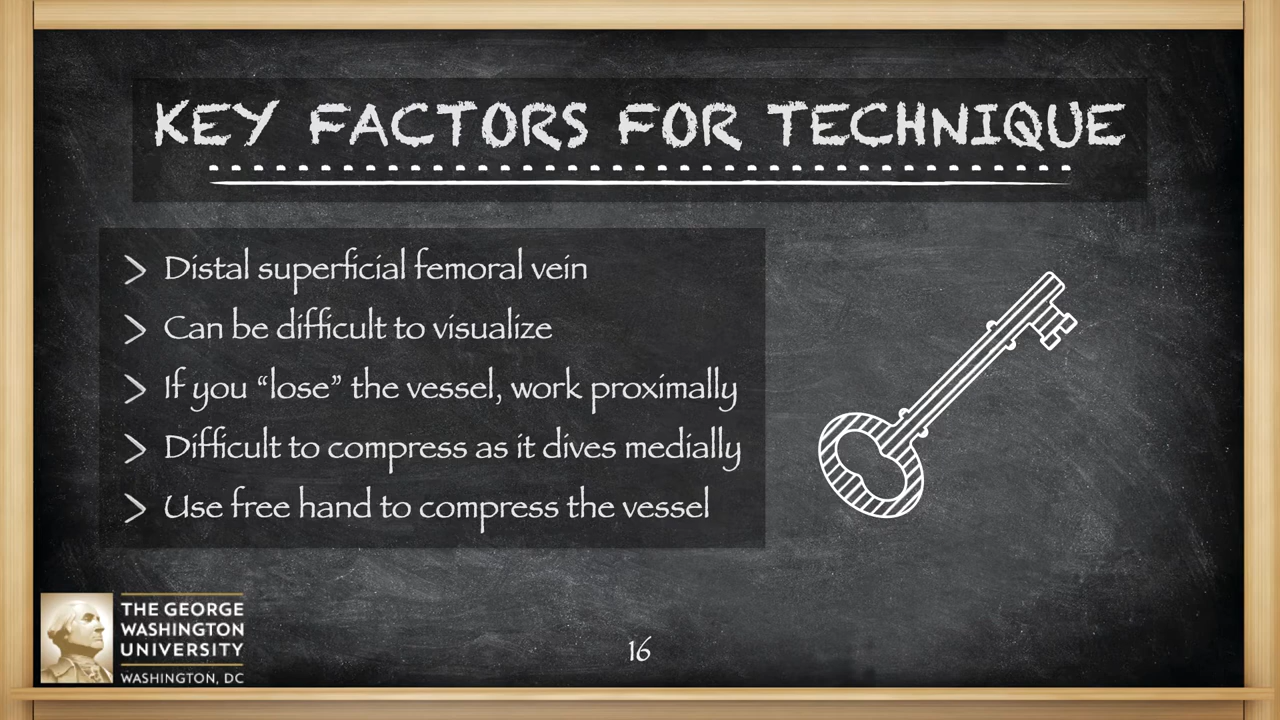 KEY FACTORS FOR TECHNIQUE
Distal superficial femoral vein
Can be difficult to visualize
If you “lose” the vessel, work proximally
Difficult to compress as it dives medially
Use free hand to compress the vessel
THE GEORGE
WASHINGTON
UNIVERSITY
WASHINGTON, DC
16